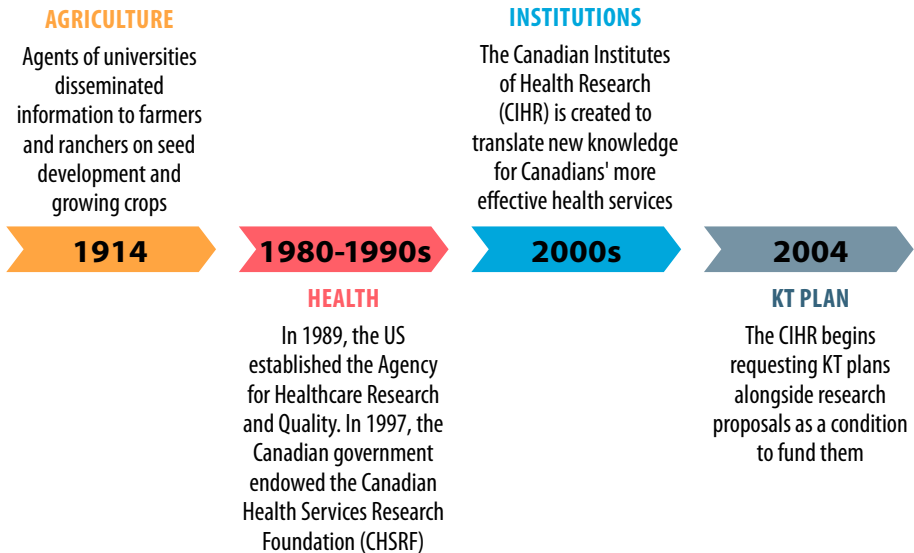 AGRICULTURE
Agents of universities
disseminated
information to farmers
and ranchers on seed
development and
growing crops
1914
1980-1990s
HEALTH
In 1989, the US
established the Agency
for Healthcare Research
and Quality. In 1997, the
Canadian government
endowed the Canadian
Health Services Research
Foundation (CHSRF)
INSTITUTIONS
The Canadian Institutes
of Health Research
(CIHR) is created to
translate new knowledge
for Canadians' more
effective health services
2000s
2004
KT PLAN
The CIHR begins
requesting KT plans
alongside research
proposals as a condition
to fund them